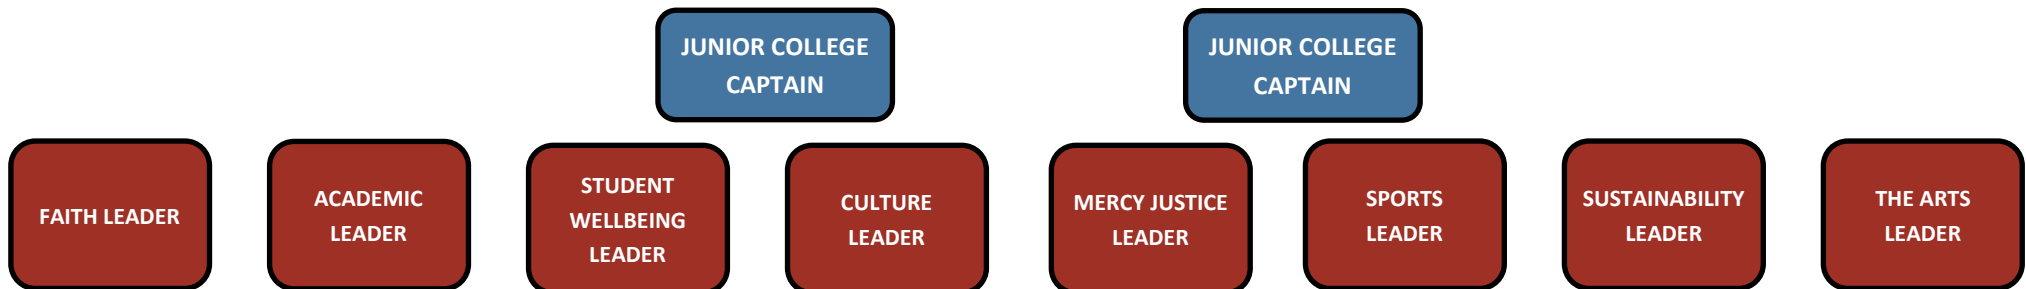 JUNIOR COLLEGE
CAPTAIN
JUNIOR COLLEGE
CAPTAIN
FAITH LEADER
ACADEMIC
LEADER
STUDENT
WELLBEING
LEADER
CULTURE
LEADER
MERCY JUSTICE
LEADER
SPORTS
LEADER
SUSTAINABILITY
LEADER
THE ARTS
LEADER